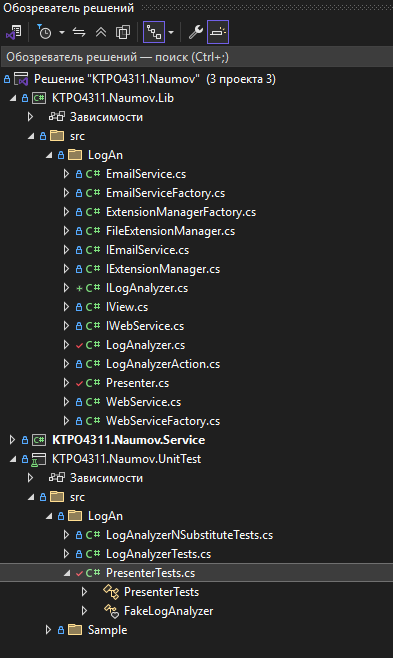 Обозреватель решений
Обозреватель решений — поиск (Ctrl+;)
Решение "KTPO4311.Naumov" (3 проекта 3)
C# KTPO4311.Naumov.Lib
Зависимости
src
LogAn
C# EmailService.cs
C# EmailServiceFactory.cs
C# ExtensionManagerFactory.cs
C# FileExtensionManager.cs
C# IEmailService.cs
C# IExtensionManager.cs
C# ILogAnalyzer.cs
C# IView.cs
C# IWebService.cs
C# LogAnalyzer.cs
C# LogAnalyzerAction.cs
C# Presenter.cs
C# WebService.cs
C# WebServiceFactory.cs
C# KTPO4311.Naumov.Service
KTPO4311.Naumov.UnitTest
Зависимости
src
LogAn
C# LogAnalyzerNSubstituteTests.cs
C# LogAnalyzerTests.cs
C# PresenterTests.cs
PresenterTests
FakeLogAnalyzer
Sample